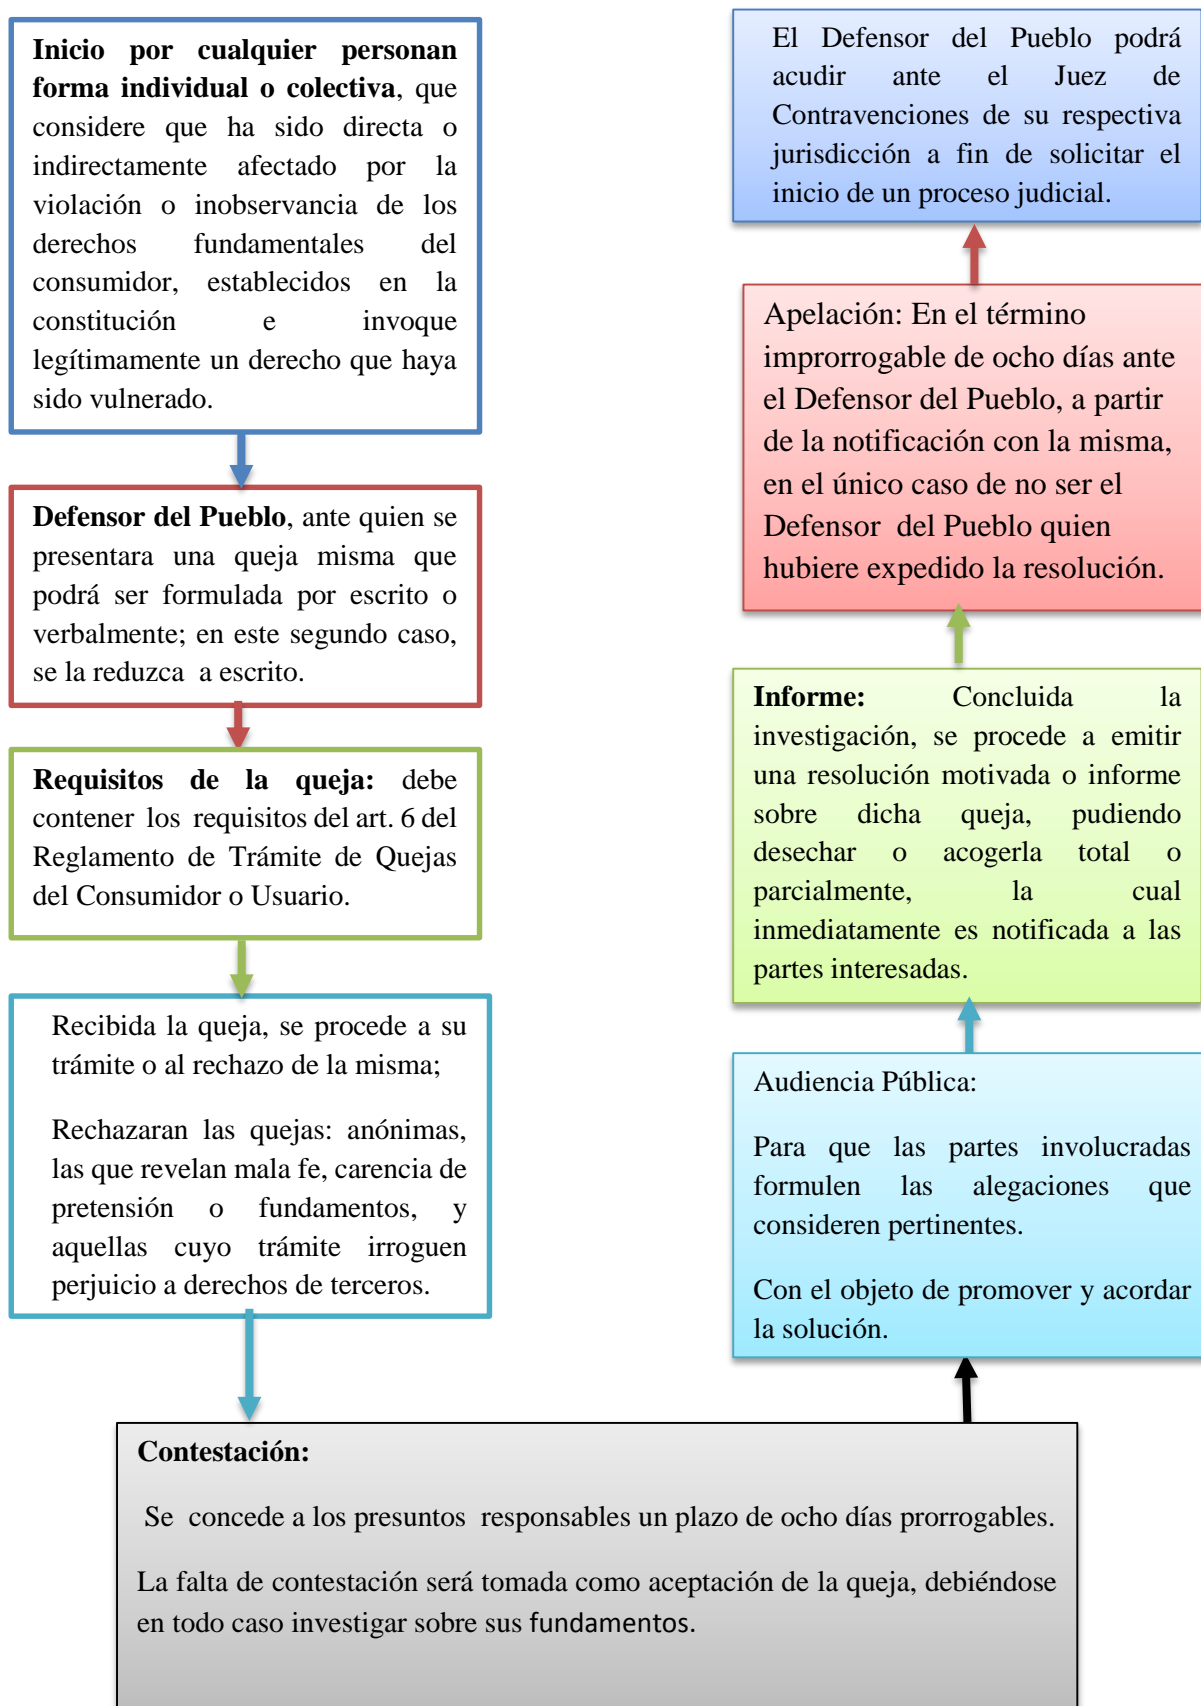 Inicio por cualquier personan
forma individual o colectiva, que
considere que ha sido directa o
indirectamente afectado por la
violación o inobservancia de los
derechos fundamentales del
consumidor, establecidos en la
constitución e invoque
legítimamente un derecho que haya
sido vulnerado.
Defensor del Pueblo, ante quien se
presentara una queja misma que
podrá ser formulada por escrito o
verbalmente; en este segundo caso,
se la reduzca a escrito.
Requisitos de la queja: debe
contener los requisitos del art. 6 del
Reglamento de Trámite de Quejas
del Consumidor o Usuario.
Recibida la queja, se procede a su
trámite o al rechazo de la misma;
Rechazaran las quejas: anónimas,
las que revelan mala fe, carencia de
pretensión o fundamentos, y
aquellas cuyo trámite irroguen
perjuicio a derechos de terceros.
Contestación:
Se concede a los presuntos responsables un plazo de ocho días prorrogables.
La falta de contestación será tomada como aceptación de la queja, debiéndose
en todo caso investigar sobre sus fundamentos.
Audiencia Pública:
Para que las partes involucradas
formulen las alegaciones que
consideren pertinentes.
Con el objeto de promover y acordar
la solución.
Informe: Concluida la
investigación, se procede a emitir
una resolución motivada o informe
sobre dicha queja, pudiendo
desechar o acogerla total o
parcialmente, la cual
inmediatamente es notificada a las
partes interesadas.
Apelación: En el término
improrrogable de ocho días ante
el Defensor del Pueblo, a partir
de la notificación con la misma,
en el único caso de no ser el
Defensor del Pueblo quien
hubiere expedido la resolución.
El Defensor del Pueblo podrá
acudir ante el Juez de
Contravenciones de su respectiva
jurisdicción a fin de solicitar el
inicio de un proceso judicial.